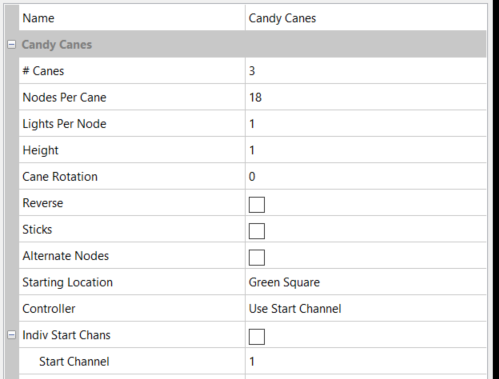 Name Candy Canes
Candy Canes
# Canes 3
Nodes Per Cane 18
Lights Per Node 1
Height 1
Cane Rotation 0
Reverse
Sticks
Alternate Nodes
Starting Location Green Square
Controller Use Start Channel
Indiv Start Chans
Start Channel 1